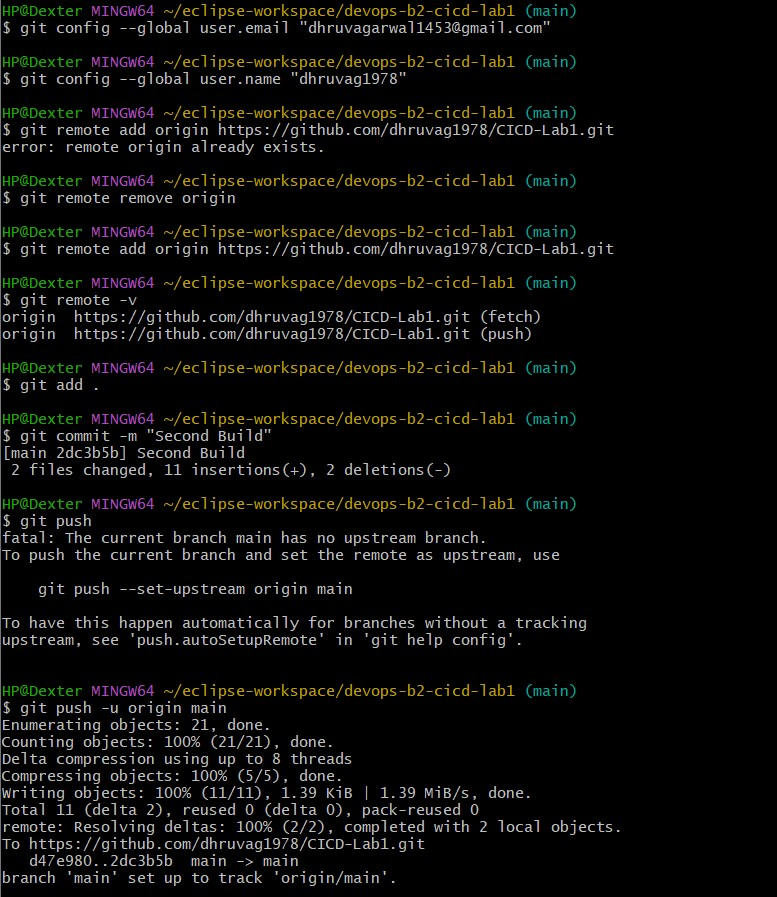 HP@Dexter MINGW64 ~/eclipse-workspace/devops-b2-cicd-lab1 (main)
$ git config --global user.email "dhruvagarwal1453@gmail.com"

HP@Dexter MINGW64 ~/eclipse-workspace/devops-b2-cicd-lab1 (main)
$ git config --global user.name "dhruvag1978"

HP@Dexter MINGW64 ~/eclipse-workspace/devops-b2-cicd-lab1 (main)
$ git remote add origin https://github.com/dhruvag1978/CICD-Lab1.git
error: remote origin already exists.

HP@Dexter MINGW64 ~/eclipse-workspace/devops-b2-cicd-lab1 (main)
$ git remote remove origin

HP@Dexter MINGW64 ~/eclipse-workspace/devops-b2-cicd-lab1 (main)
$ git remote add origin https://github.com/dhruvag1978/CICD-Lab1.git

HP@Dexter MINGW64 ~/eclipse-workspace/devops-b2-cicd-lab1 (main)
$ git remote -v
origin  https://github.com/dhruvag1978/CICD-Lab1.git (fetch)
origin  https://github.com/dhruvag1978/CICD-Lab1.git (push)

HP@Dexter MINGW64 ~/eclipse-workspace/devops-b2-cicd-lab1 (main)
$ git add .

HP@Dexter MINGW64 ~/eclipse-workspace/devops-b2-cicd-lab1 (main)
$ git commit -m "Second Build"
[main 2dc3b5b] Second Build
 2 files changed, 11 insertions(+), 2 deletions(-)

HP@Dexter MINGW64 ~/eclipse-workspace/devops-b2-cicd-lab1 (main)
$ git push
fatal: The current branch main has no upstream branch.
To push the current branch and set the remote as upstream, use

    git push --set-upstream origin main

To have this happen automatically for branches without a tracking
upstream, see 'push.autoSetupRemote' in 'git help config'.

HP@Dexter MINGW64 ~/eclipse-workspace/devops-b2-cicd-lab1 (main)
$ git push -u origin main
Enumerating objects: 21, done.
Counting objects: 100% (21/21), done.
Delta compression using up to 8 threads
Compressing objects: 100% (5/5), done.
Writing objects: 100% (11/11), 1.39 KiB | 1.39 MiB/s, done.
Total 11 (delta 2), reused 0 (delta 0), pack-reused 0
remote: Resolving deltas: 100% (2/2), completed with 2 local objects.
To https://github.com/dhruvag1978/CICD-Lab1.git
   d47e980..2dc3b5b  main -> main
branch 'main' set up to track 'origin/main'.